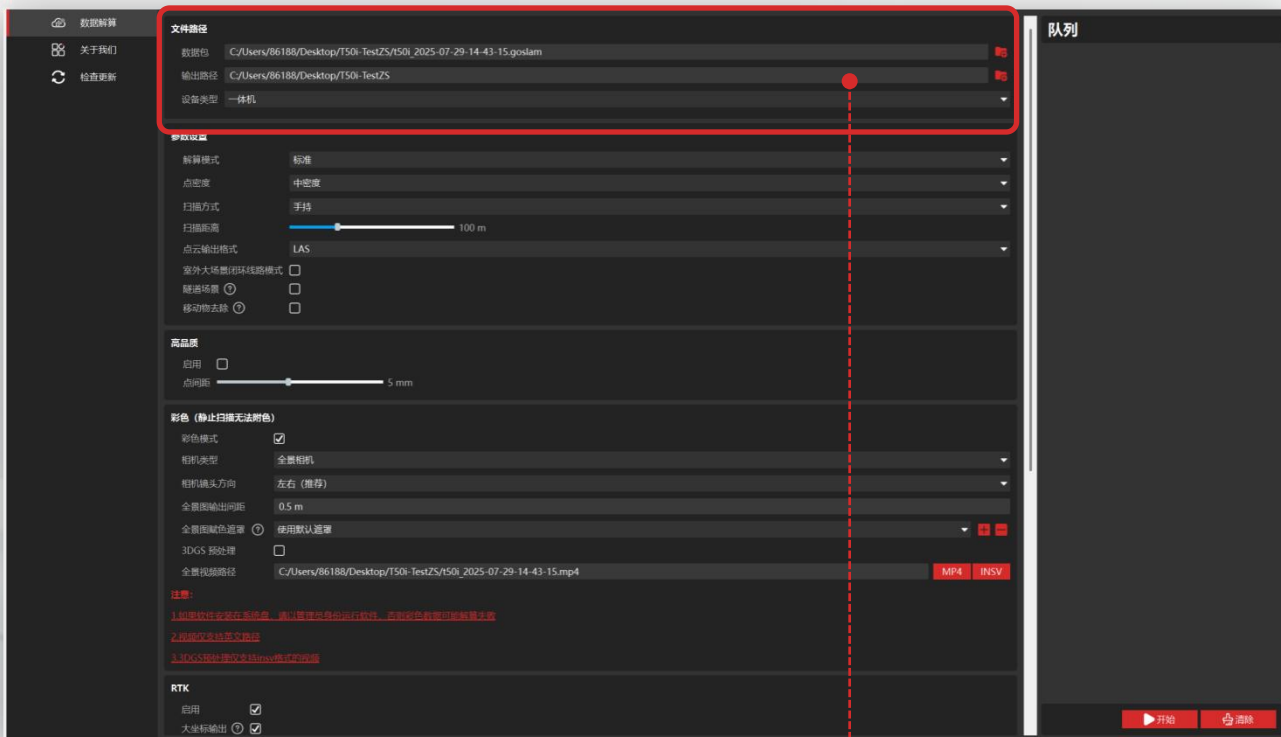 数据解算
关于我们
检查更新
文件路径
数据包 C:/Users/86188/Desktop/T50i-TestZS/t50i_2025-07-29-14-43-15.goslam
输出路径 C:/Users/86188/Desktop/T50i-TestZS
设备类型 一体机
参数设置
解算模式 标准
点密度 中密度
扫描方式 手持
扫描距离 100 m
点云输出格式 LAS
室外大场景闭环线路模式
隧道场景 ?
移动物去除 ?
高品质
启用
点间距 5 mm
彩色（静止扫描无法附色）
彩色模式
相机类型 全景相机
相机镜头方向 左右（推荐）
全景图输出间距 0.5 m
全景图赋色遮罩 ? 使用默认遮罩
3DGS 预处理
全景视频路径 C:/Users/86188/Desktop/T50i-TestZS/t50i_2025-07-29-14-43-15.mp4 MP4 INSV
注意：
1.如果软件安装在系统盘，请以管理员身份运行软件，否则彩色数据可能解算失败
2.视频仅支持英文路径
3.3DGS预处理仅支持insv格式的视频
RTK
启用
大坐标输出 ?
队列
开始 清除